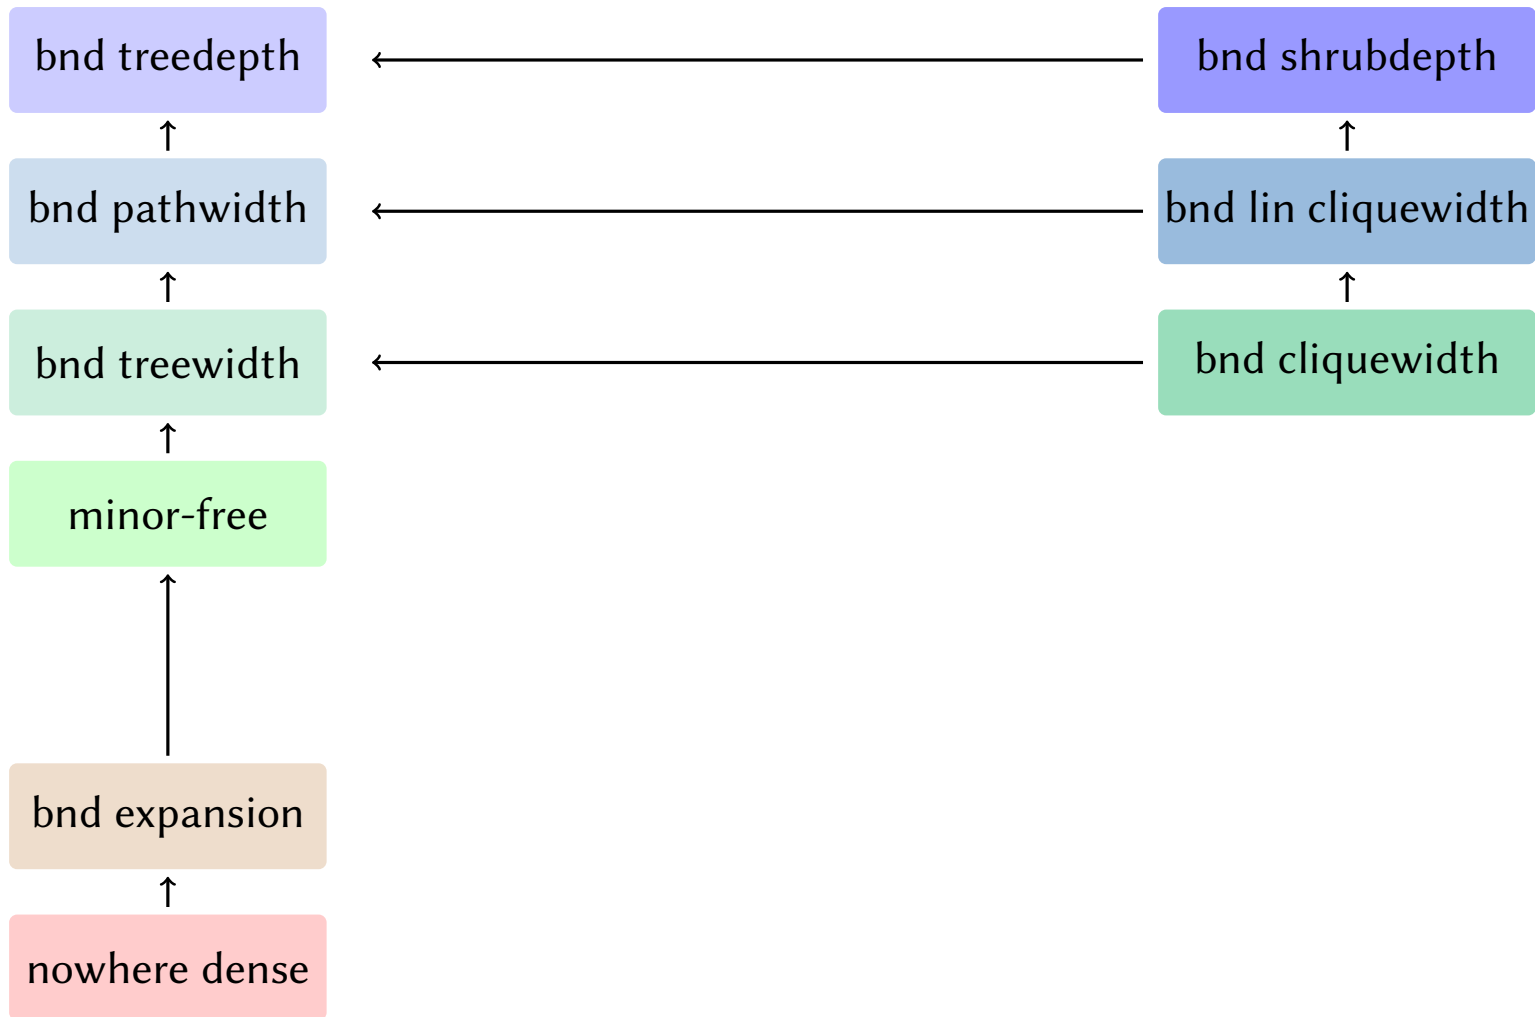 bnd treedepth
bnd shrubdepth
bnd pathwidth
bnd lin cliquewidth
bnd treewidth
bnd cliquewidth
minor-free
bnd expansion
nowhere dense